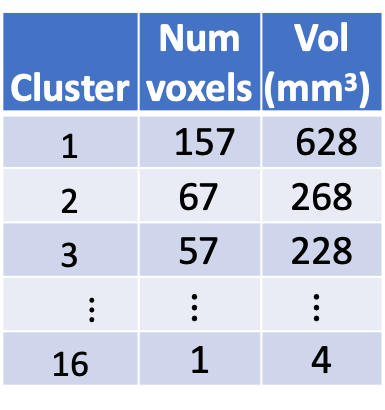 Cluster Num voxels Vol (mm³)
1 157 628
2 67 268
3 57 228
⋮ ⋮ ⋮
16 1 4